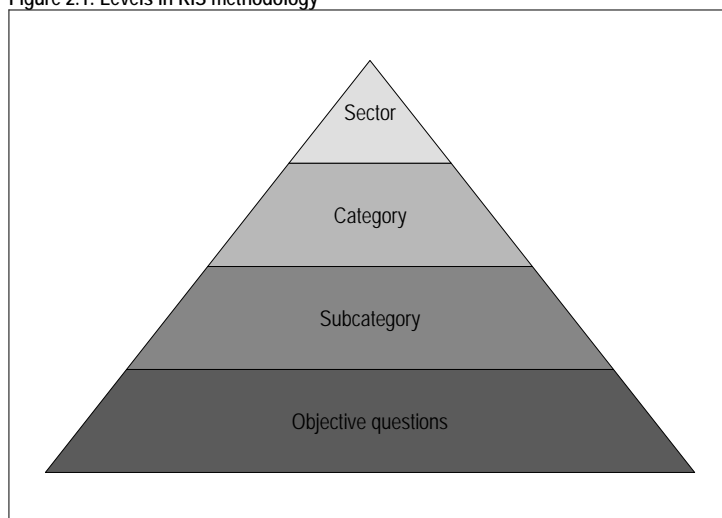 Figure 2.1. Levels in RIS methodology
Sector
Category
Subcategory
Objective questions